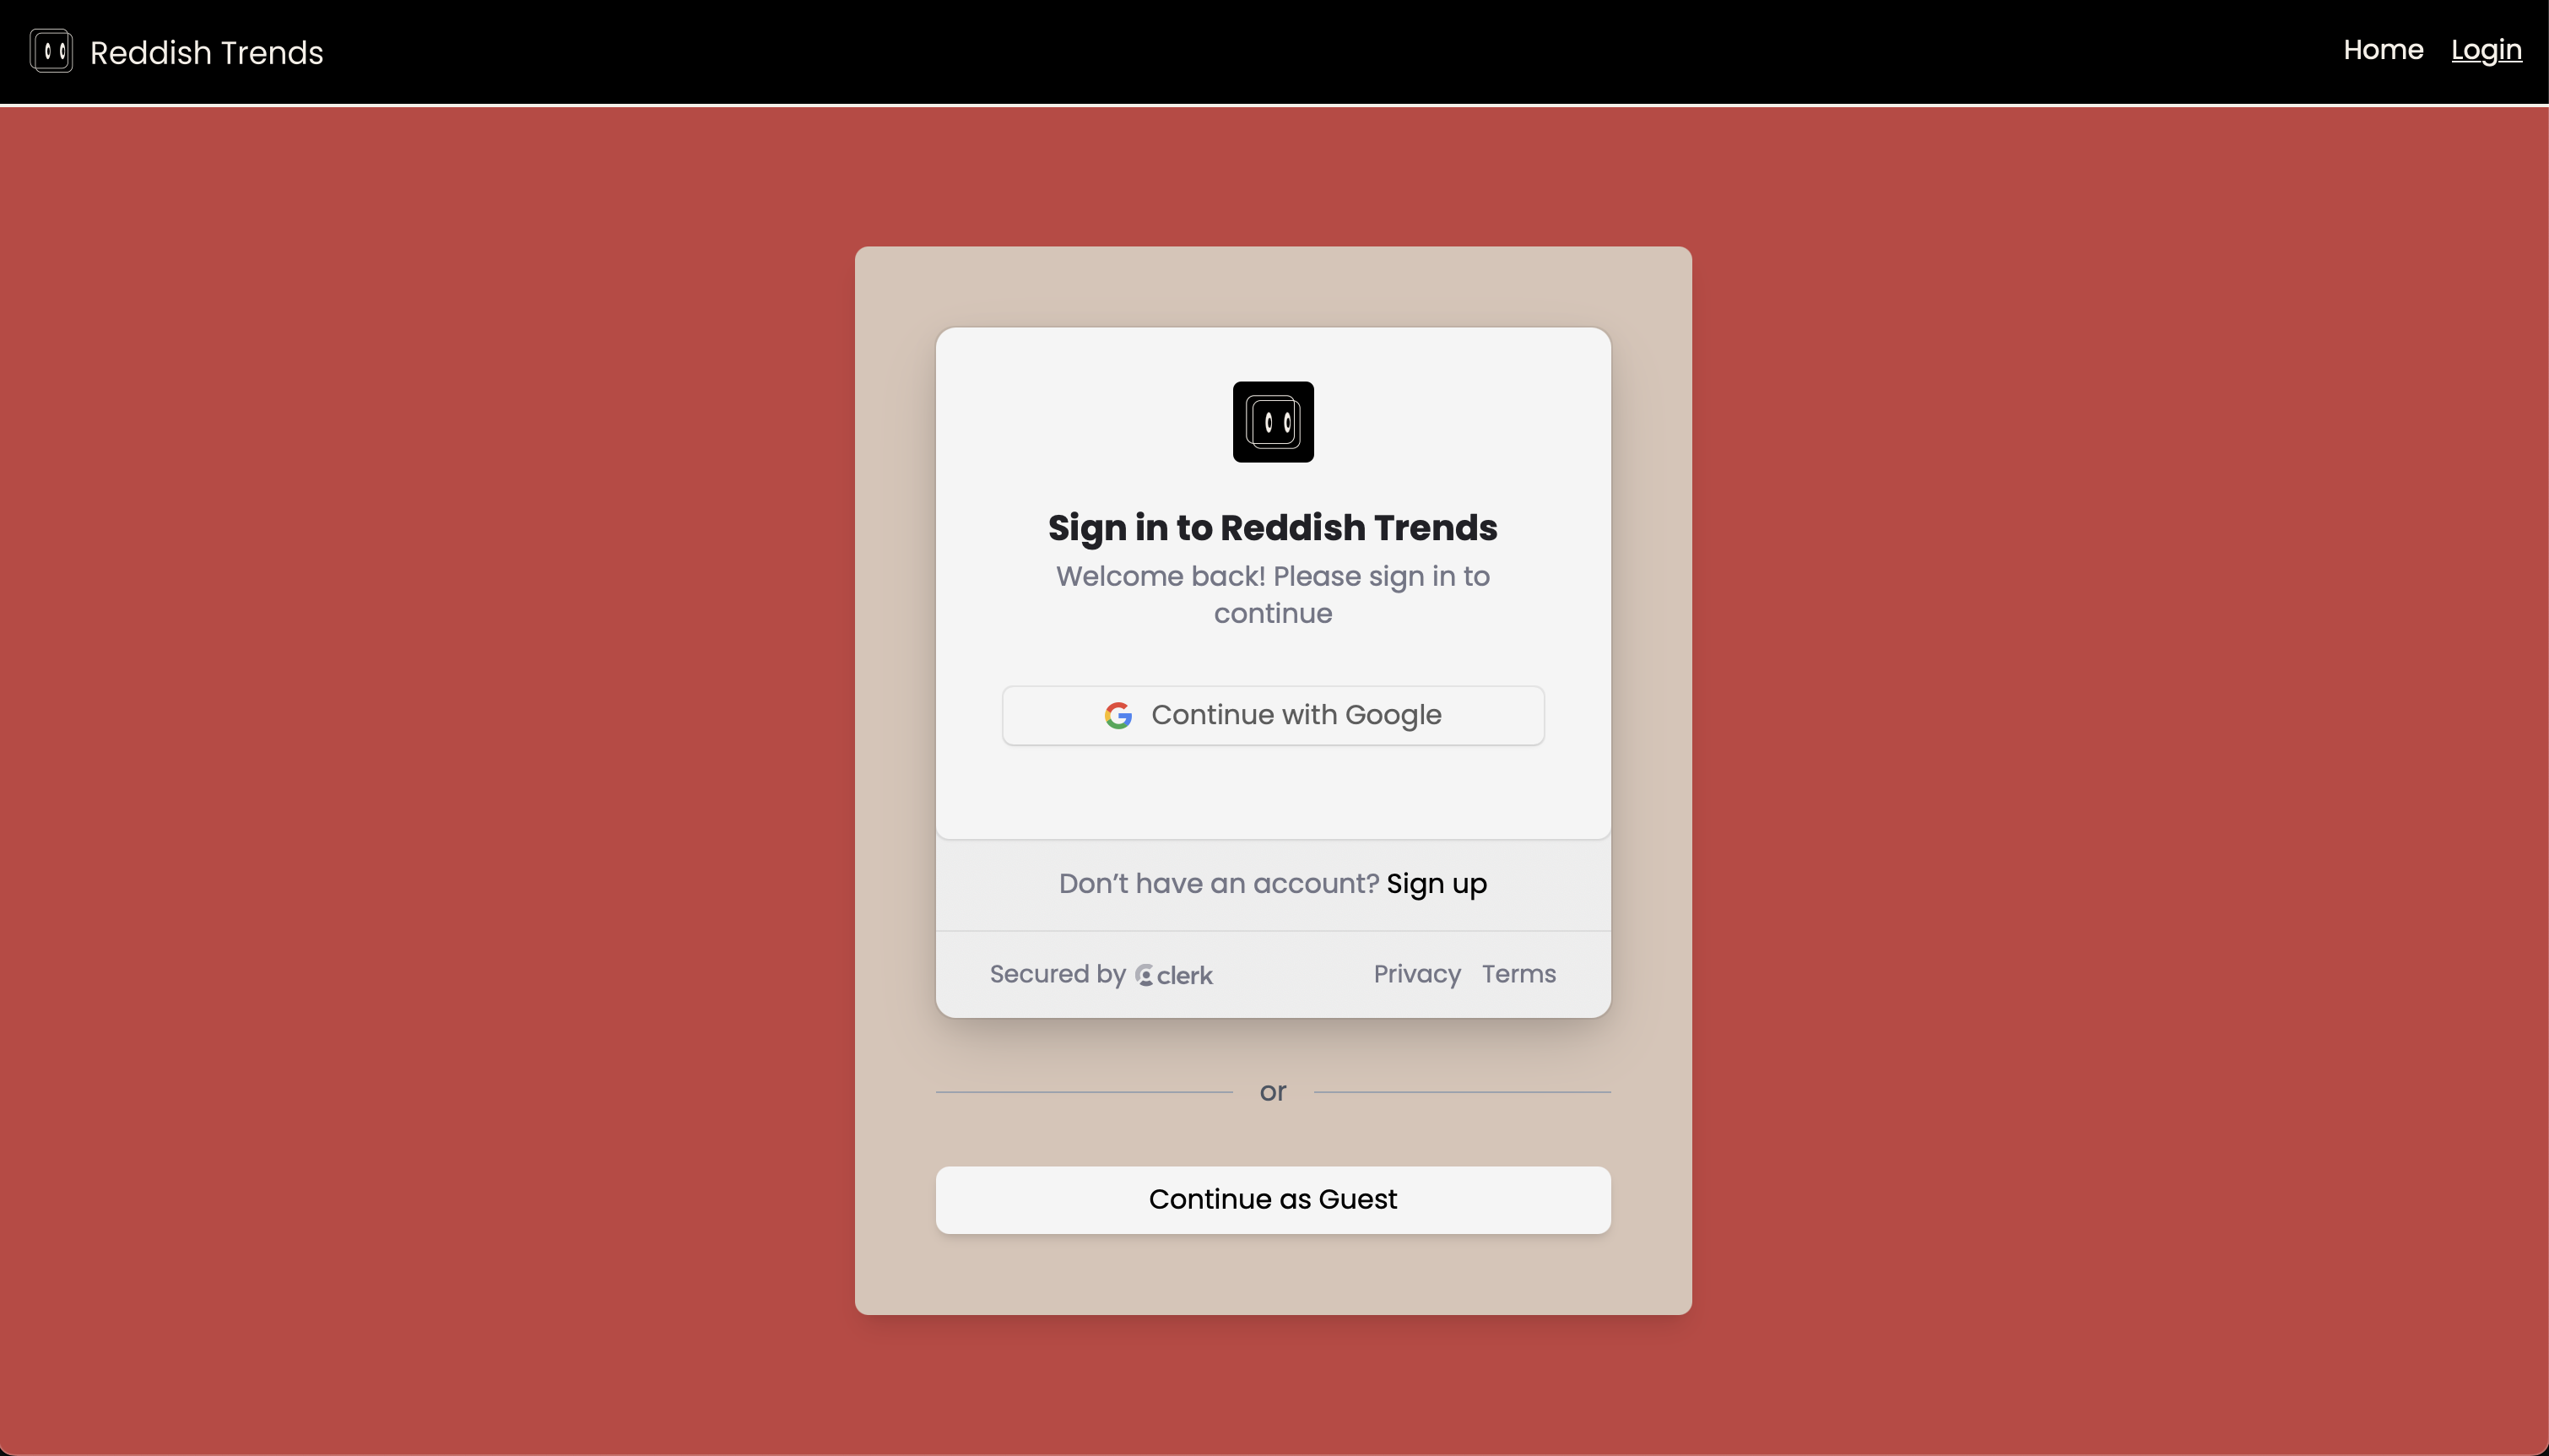 Reddish Trends
Home Login
Sign in to Reddish Trends
Welcome back! Please sign in to
continue
Continue with Google
Don’t have an account? Sign up
Secured by clerk
Privacy Terms
or
Continue as Guest